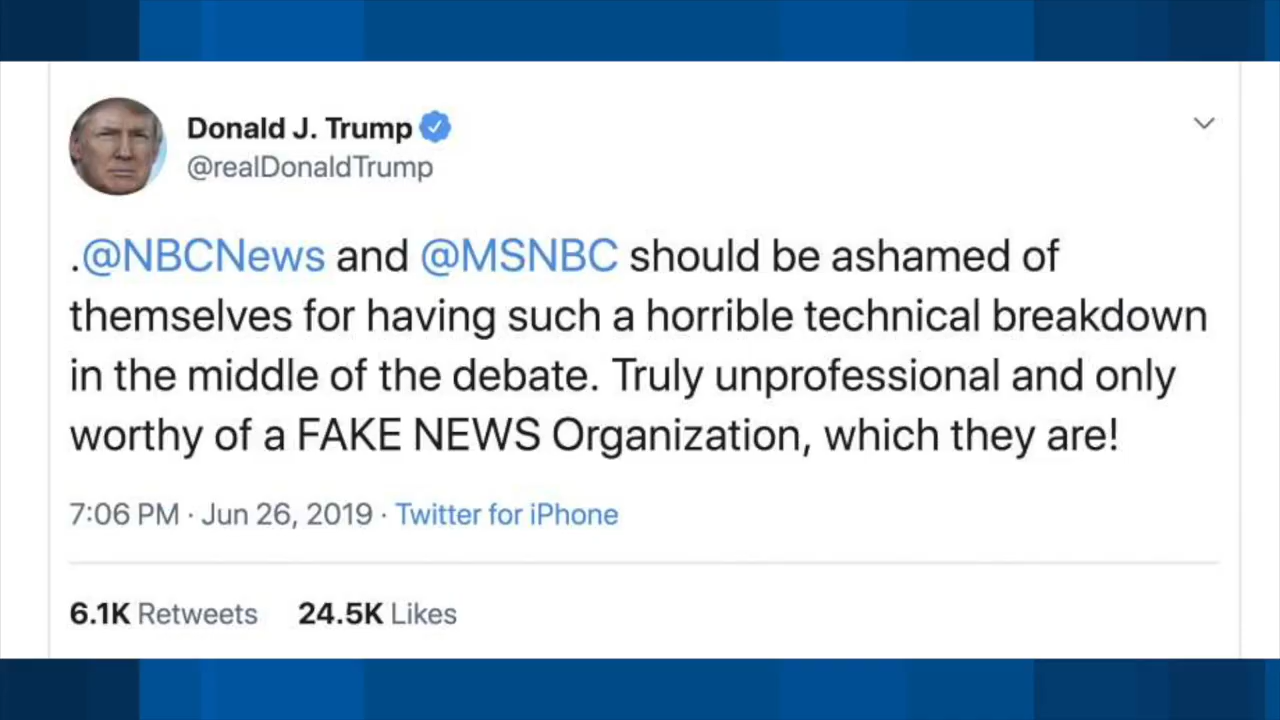 Donald J. Trump
@realDonaldTrump
.@NBCNews and @MSNBC should be ashamed of
themselves for having such a horrible technical breakdown
in the middle of the debate. Truly unprofessional and only
worthy of a FAKE NEWS Organization, which they are!
7:06 PM · Jun 26, 2019 · Twitter for iPhone
6.1K Retweets 24.5K Likes